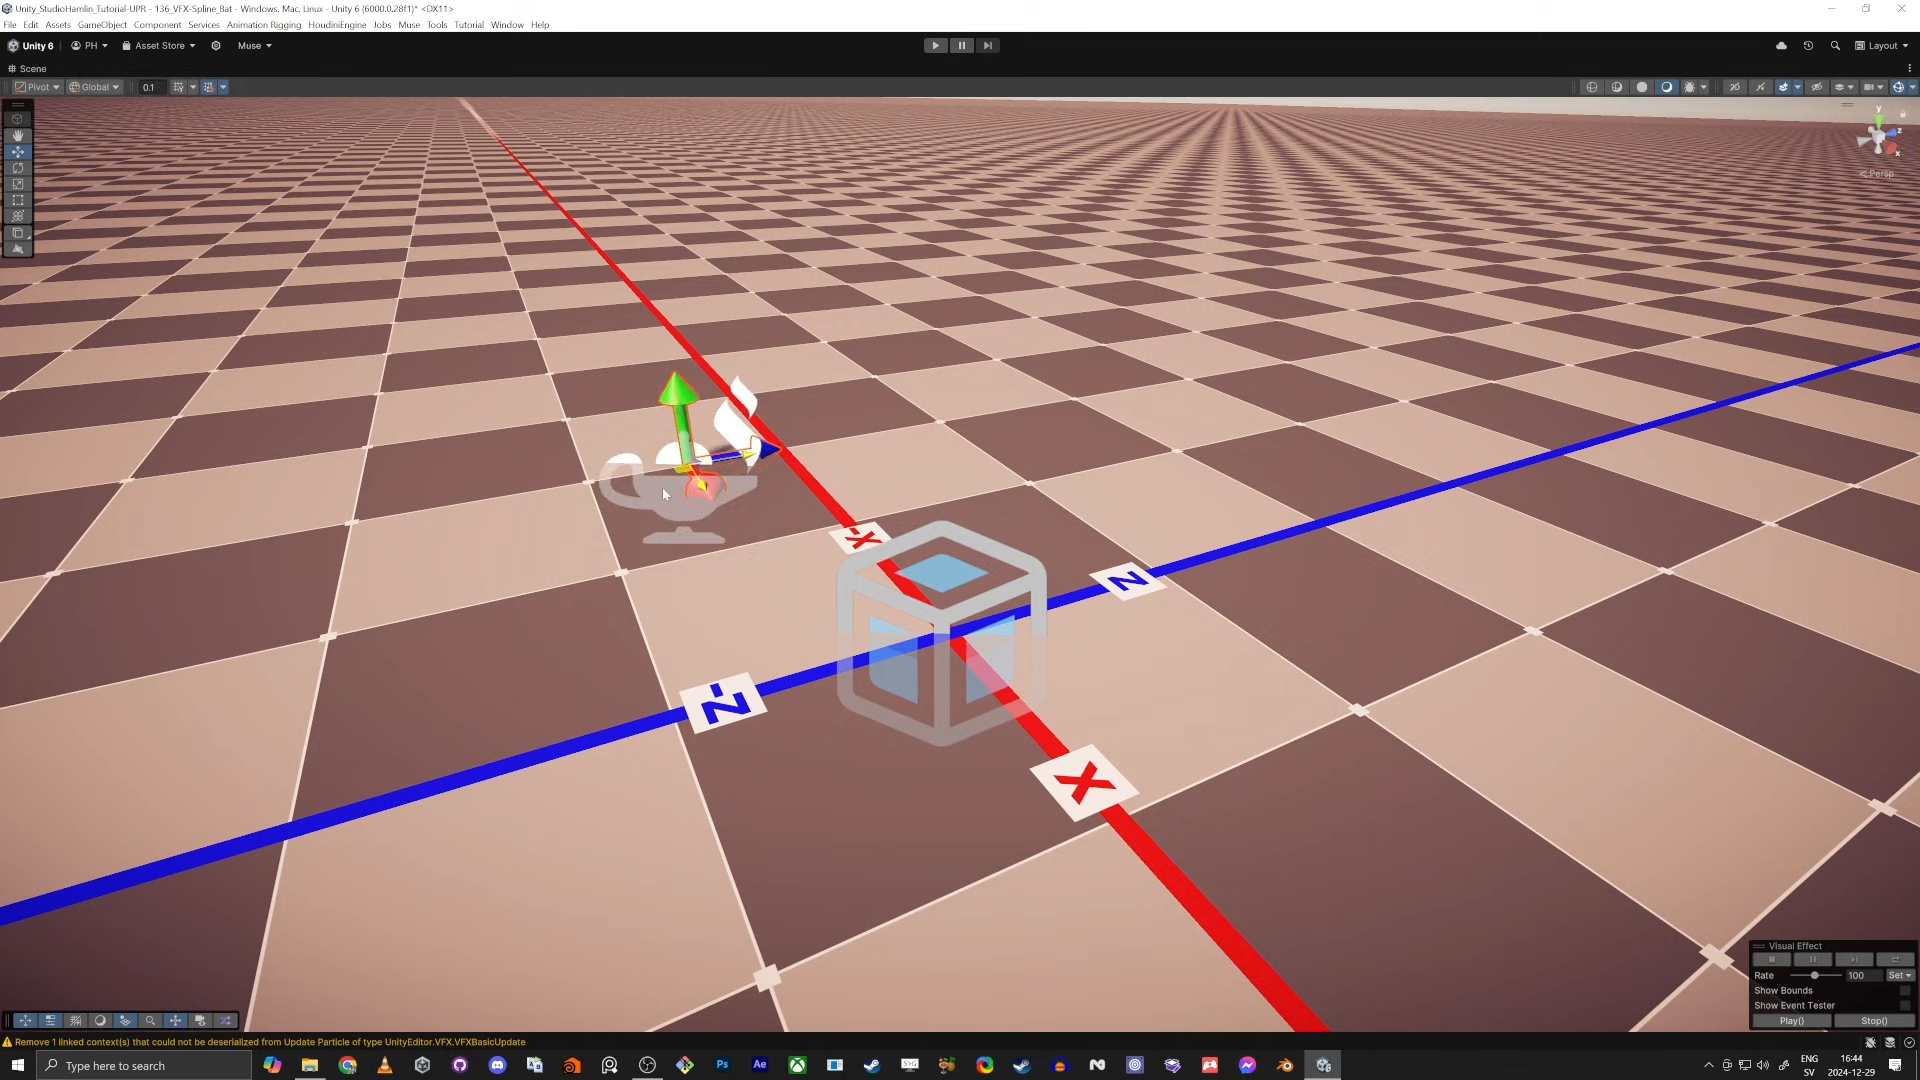 Unity_StudioHamlin_Tutorial-UPR - 136_VFX-Spline_Bat - Windows, Mac, Linux - Unity 6 (6000.0.28f1)* <DX11>
File Edit Assets GameObject Component Services Animation Rigging HoudiniEngine Jobs Muse Tools Tutorial Window Help
Unity 6 PH Asset Store Muse Layout
Scene
Pivot Global 0.1
y
z
x
Persp
-X
Z
-Z
X
Visual Effect
Rate 100 Set
Show Bounds
Show Event Tester
Play() Stop()
Remove 1 linked context(s) that could not be deserialized from Update Particle of type UnityEditor.VFX.VFXBasicUpdate
Type here to search
Ps Ae
ENG 16:44
SV 2024-12-29